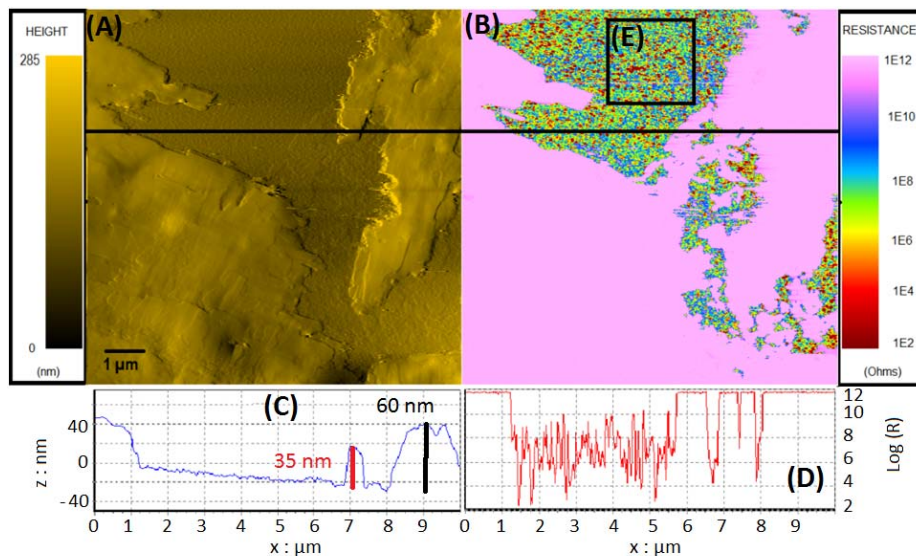 HEIGHT
285
0
(nm)
(A)
1 µm
(B)
(E)
RESISTANCE
1E12
1E10
1E8
1E6
1E4
1E2
(Ohms)
(C)
60 nm
35 nm
z : nm
40
0
- 40
0 1 2 3 4 5 6 7 8 9
x : µm
(D)
12
10
8
6
4
2
Log (R)
0 1 2 3 4 5 6 7 8 9
x : µm